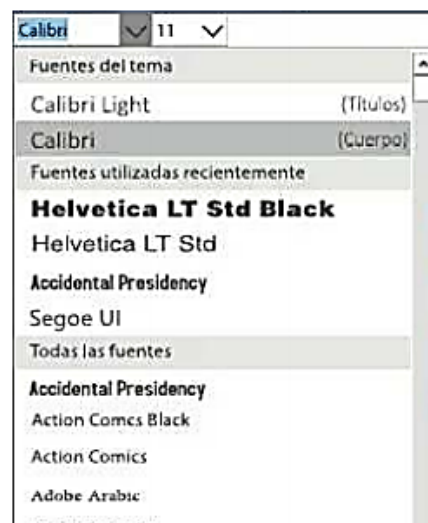 Calibri 11
Fuentes del tema
Calibri Light (Títulos)
Calibri (Cuerpo)
Fuentes utilizadas recientemente
Helvetica LT Std Black
Helvetica LT Std
Accidental Presidency
Segoe UI
Todas las fuentes
Accidental Presidency
Action Comcs Black
Action Comics
Adobe Arabic